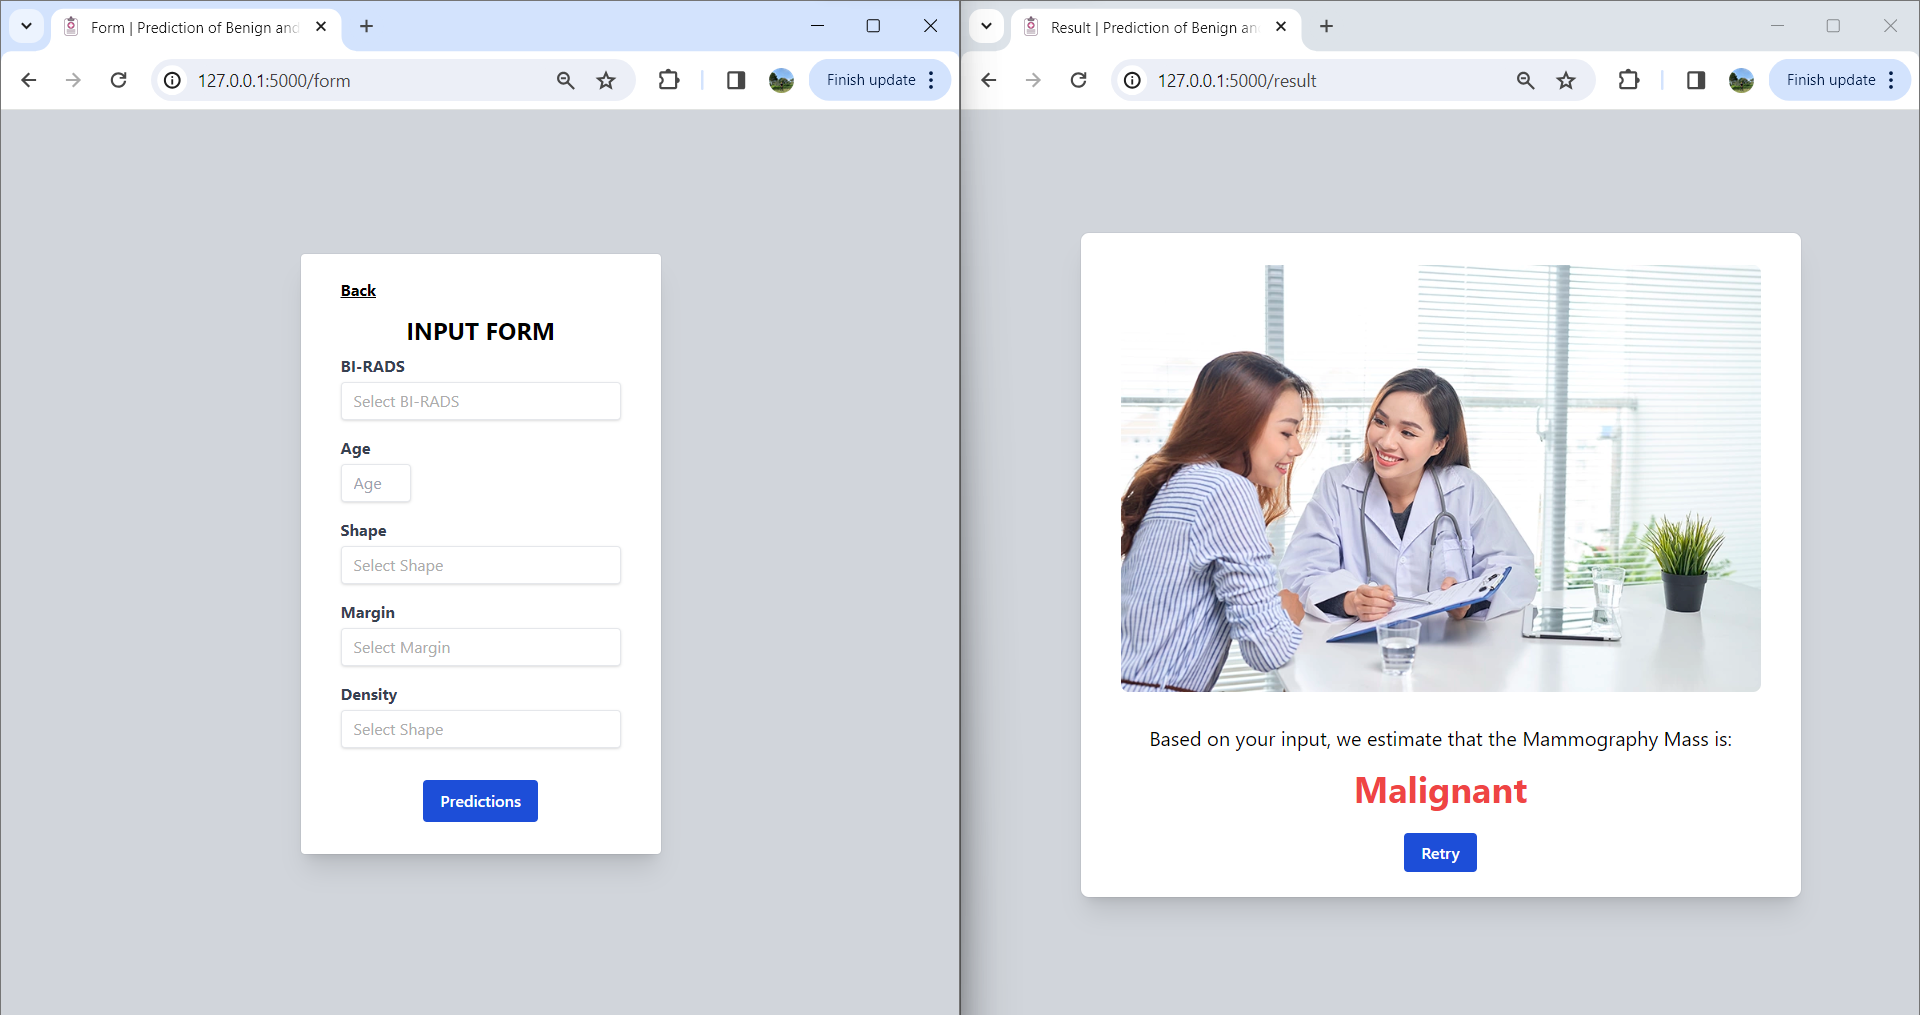 Form | Prediction of Benign and
127.0.0.1:5000/form
Finish update
Back
INPUT FORM
BI-RADS
Select BI-RADS
Age
Age
Shape
Select Shape
Margin
Select Margin
Density
Select Shape
Predictions
Result | Prediction of Benign an
127.0.0.1:5000/result
Finish update
Based on your input, we estimate that the Mammography Mass is:
Malignant
Retry